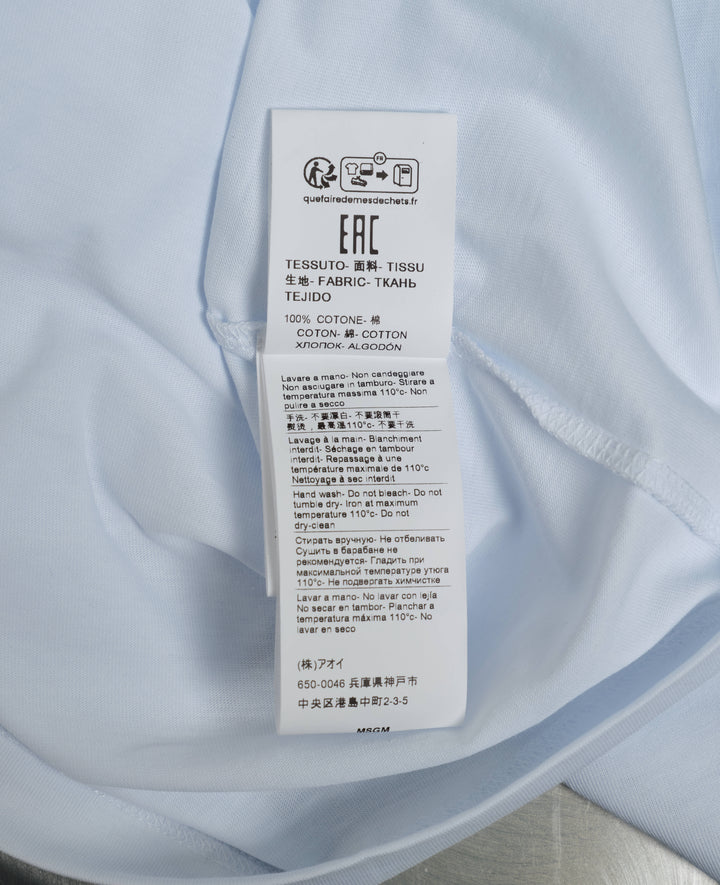 FR
quefairedemesdechets.fr
EAC
TESSUTO- 面料- TISSU
生地- FABRIC- ТКАНЬ
TEJIDO
100% COTONE- 棉
COTON- 綿- COTTON
ХЛОПОК- ALGODÓN
Lavare a mano- Non candeggiare
Non asciugare in tamburo- Stirare a
temperatura massima 110°c- Non
pulire a secco
手洗- 不要漂白- 不要滾筒干
熨烫，最高溫110°c- 不要干洗
Lavage à la main- Blanchiment
interdit- Séchage en tambour
interdit- Repassage à une
température maximale de 110°c
Nettoyage à sec interdit
Hand wash- Do not bleach- Do not
tumble dry- Iron at maximum
temperature 110°c- Do not
dry-clean
Стирать вручную- Не отбеливать
Сушить в барабане не
рекомендуется- Гладить при
максимальной температуре утюга
110°c- Не подвергать химчистке
Lavar a mano- No lavar con lejía
No secar en tambor- Planchar a
temperatura máxima 110°c- No
lavar en seco
(株)アオイ
650-0046 兵庫県神戸市
中央区港島中町2-3-5
MSGM